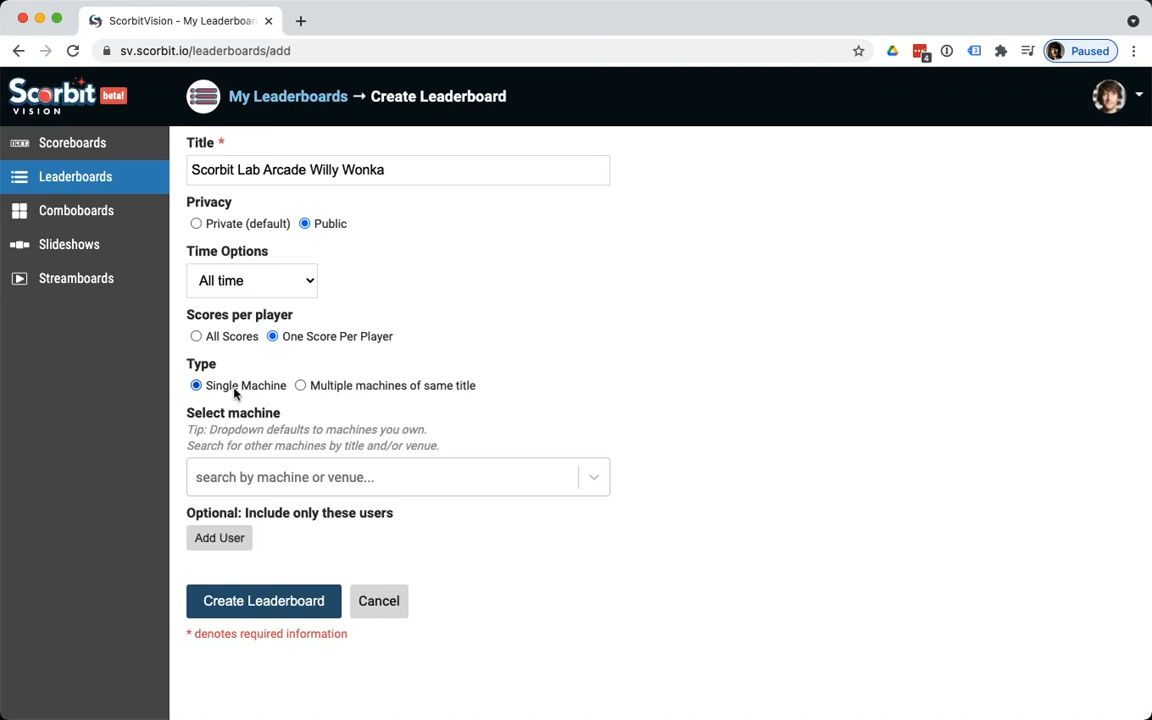 ScorbitVision - My Leaderboar
sv.scorbit.io/leaderboards/add
4
Paused
Scorbit beta!
VISION
My Leaderboards → Create Leaderboard
Scoreboards
Leaderboards
Comboboards
Slideshows
Streamboards
Title *
Scorbit Lab Arcade Willy Wonka
Privacy
Private (default) Public
Time Options
All time
Scores per player
All Scores One Score Per Player
Type
Single Machine Multiple machines of same title
Select machine
Tip: Dropdown defaults to machines you own.
Search for other machines by title and/or venue.
search by machine or venue...
Optional: Include only these users
Add User
Create Leaderboard Cancel
* denotes required information